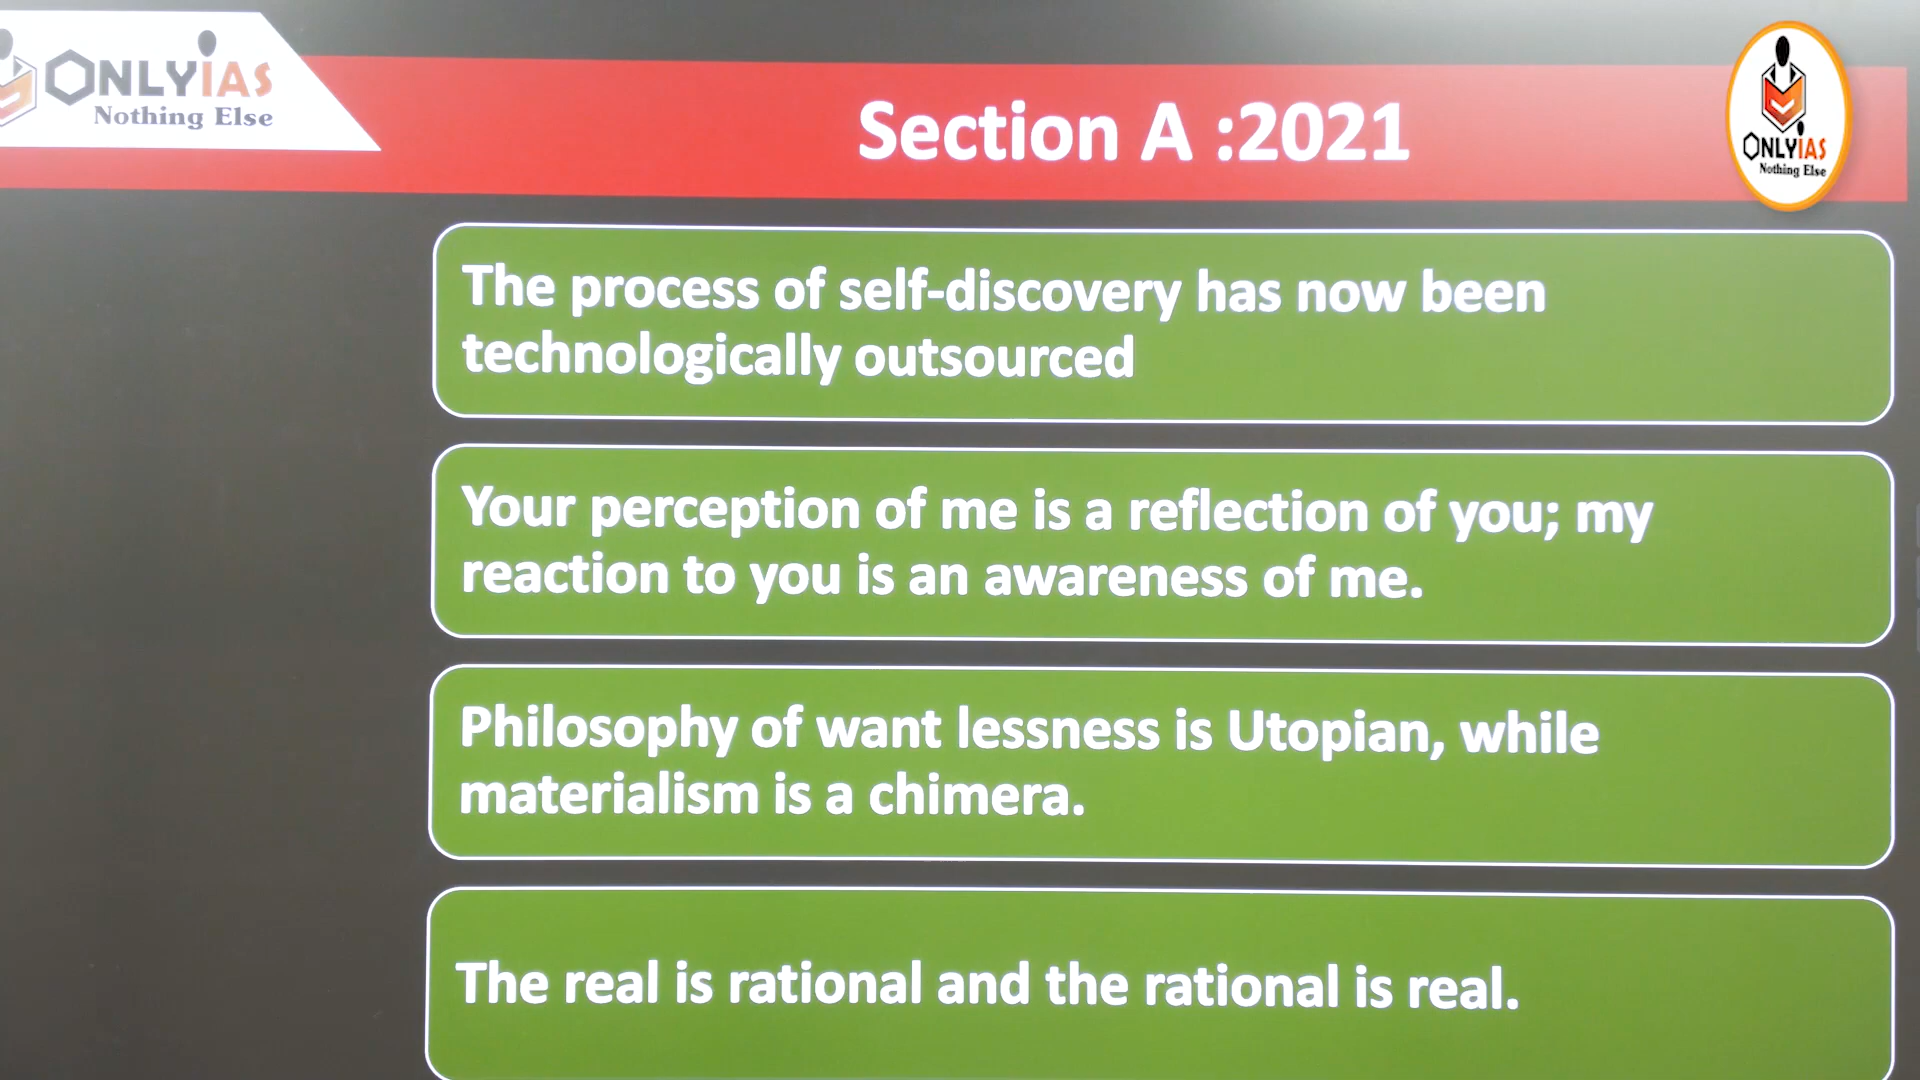 ONLYIAS
Nothing Else
Section A :2021
ONLYIAS
Nothing Else
The process of self-discovery has now been
technologically outsourced
Your perception of me is a reflection of you; my
reaction to you is an awareness of me.
Philosophy of want lessness is Utopian, while
materialism is a chimera.
The real is rational and the rational is real.